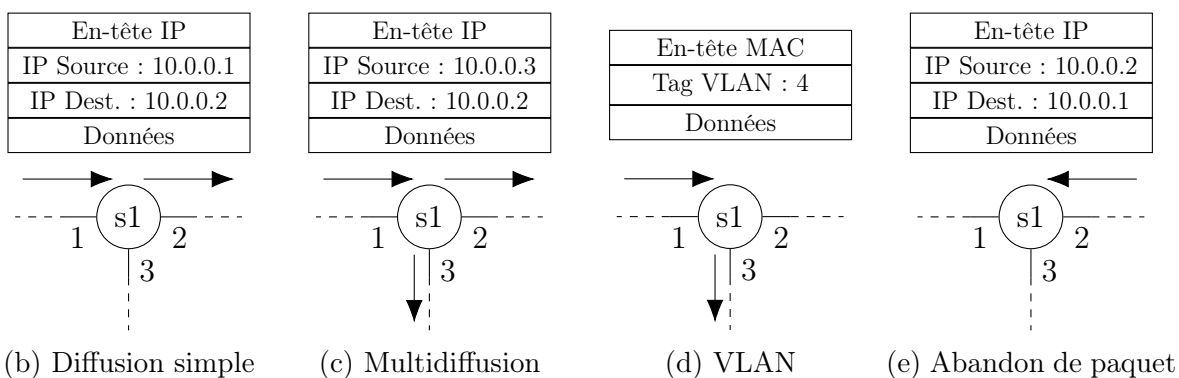 En-tête IP
IP Source : 10.0.0.1
IP Dest. : 10.0.0.2
Données
s1
1
2
3
(b) Diffusion simple
En-tête IP
IP Source : 10.0.0.3
IP Dest. : 10.0.0.2
Données
s1
1
2
3
(c) Multidiffusion
En-tête MAC
Tag VLAN : 4
Données
s1
1
2
3
(d) VLAN
En-tête IP
IP Source : 10.0.0.2
IP Dest. : 10.0.0.1
Données
s1
1
2
3
(e) Abandon de paquet